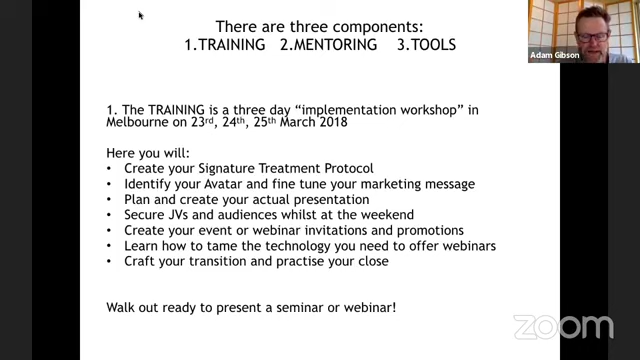 There are three components:
1.TRAINING 2.MENTORING 3.TOOLS
Adam Gibson
1. The TRAINING is a three day “implementation workshop” in
Melbourne on 23rd, 24th, 25th March 2018
Here you will:
• Create your Signature Treatment Protocol
• Identify your Avatar and fine tune your marketing message
• Plan and create your actual presentation
• Secure JVs and audiences whilst at the weekend
• Create your event or webinar invitations and promotions
• Learn how to tame the technology you need to offer webinars
• Craft your transition and practise your close
Walk out ready to present a seminar or webinar!
zoom